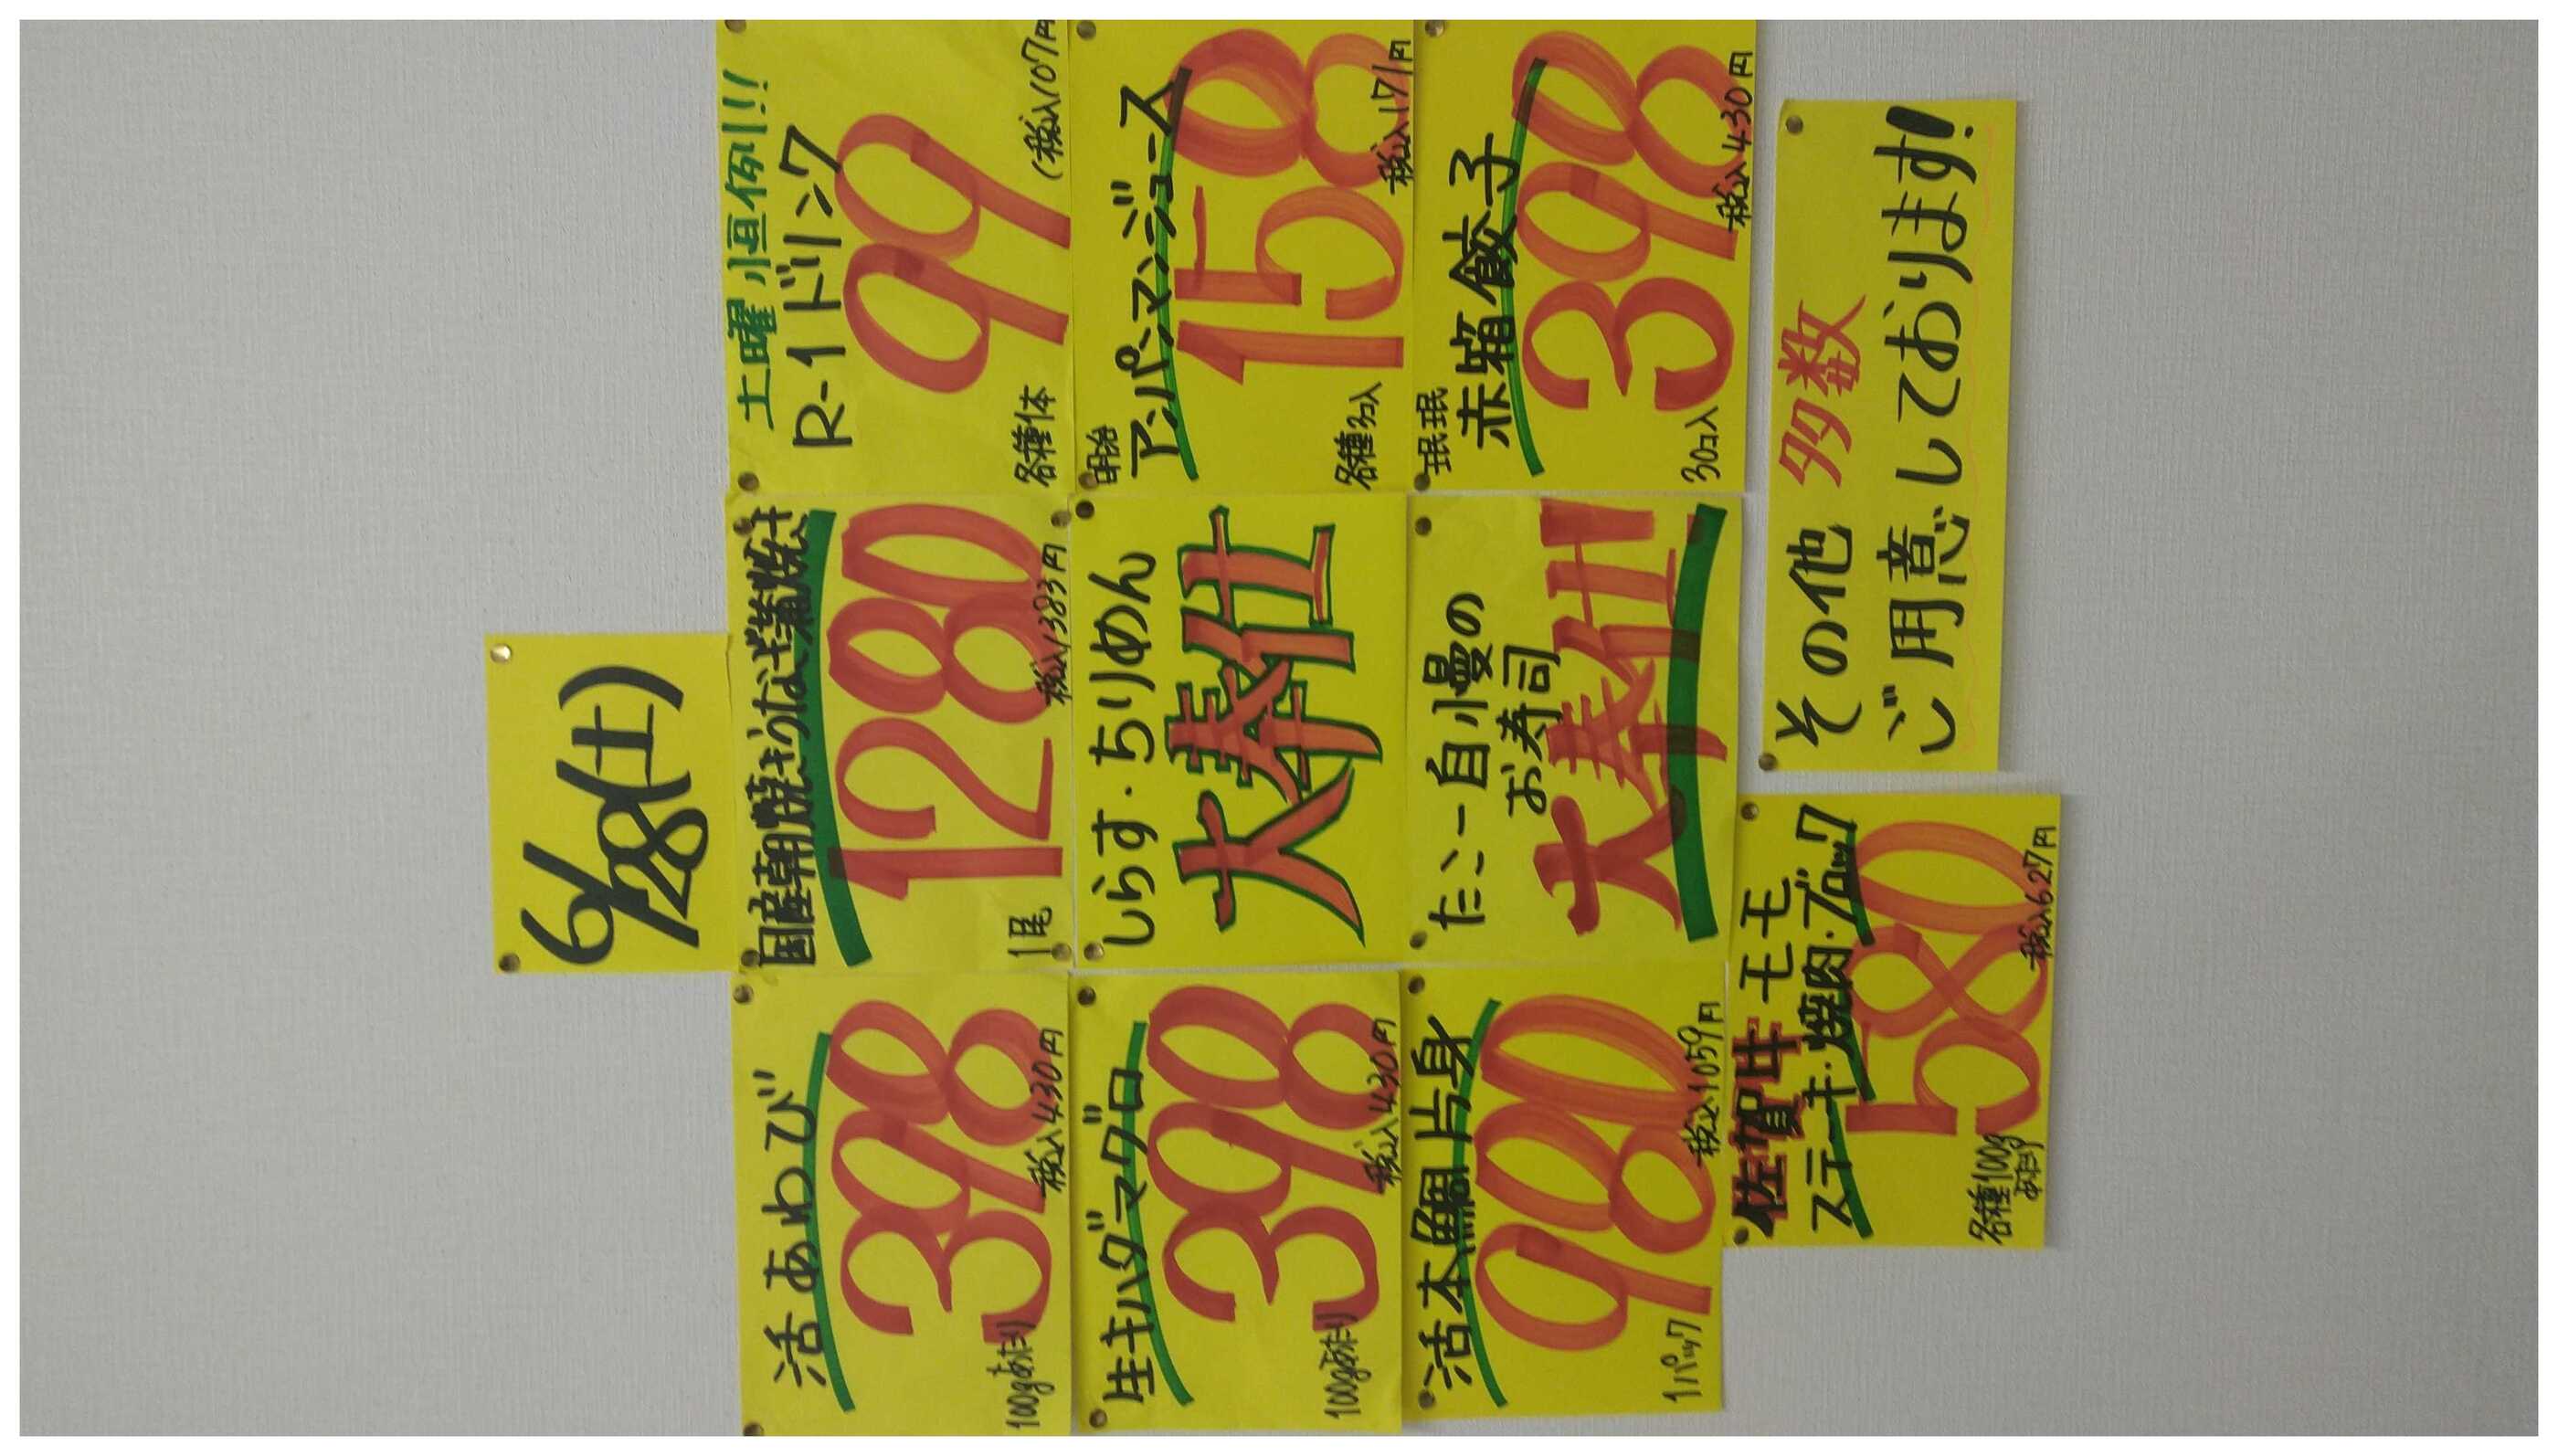 6/28(土)
活あわび
398
100gあたり
税込430円
国産朝焼きうなぎ蒲焼き
1280
1尾
税込1383円
土曜恒例!!!
R-1ドリンク
99
各種1本
(税込107円
生キハダマグロ
398
100gあたり
税込430円
しらす・ちりめん
大奉仕
明治
アンパンマンジュース
158
各種 入
税込171円
活本鯛片身
980
1パック
税込1059円
たこ一自慢の
お寿司
大奉仕
珉珉
赤箱餃子
398
30コ入
税込430円
佐賀牛モモ
ステーキ・焼肉・ブロック
580
各種100g
あたり
税込627円
その他 多数
ご用意しております!